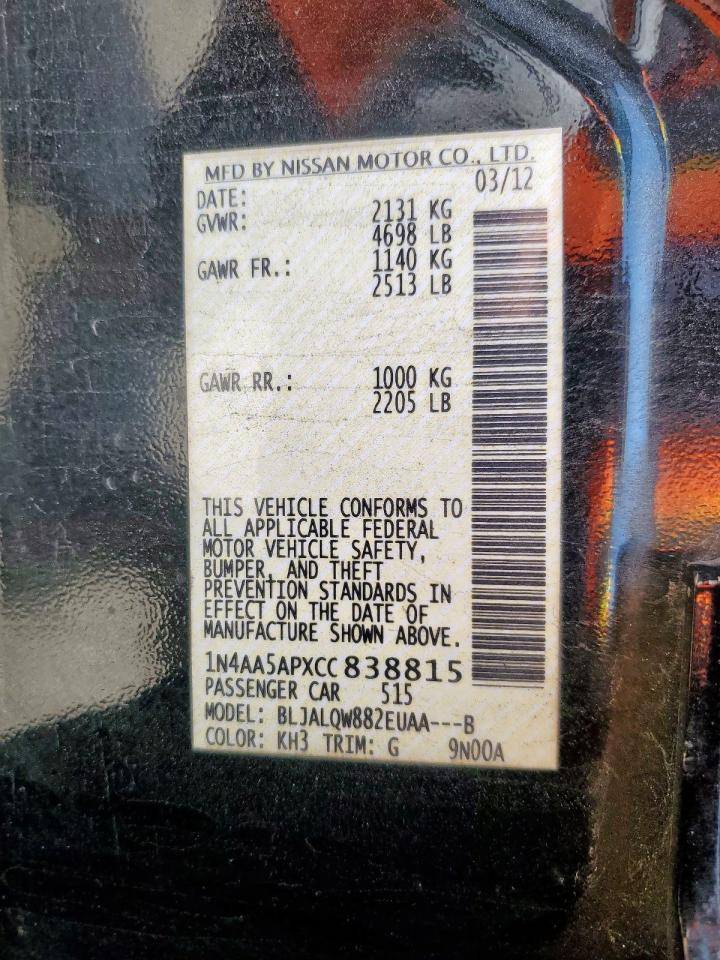 MFD BY NISSAN MOTOR CO., LTD.
DATE: 03/12
GVWR: 2131 KG
4698 LB
GAWR FR.: 1140 KG
2513 LB
GAWR RR.: 1000 KG
2205 LB
THIS VEHICLE CONFORMS TO
ALL APPLICABLE FEDERAL
MOTOR VEHICLE SAFETY,
BUMPER, AND THEFT
PREVENTION STANDARDS IN
EFFECT ON THE DATE OF
MANUFACTURE SHOWN ABOVE.
1N4AA5APXCC838815
PASSENGER CAR 515
MODEL: BLJALQW882EUAA---B
COLOR: KH3 TRIM: G 9N00A